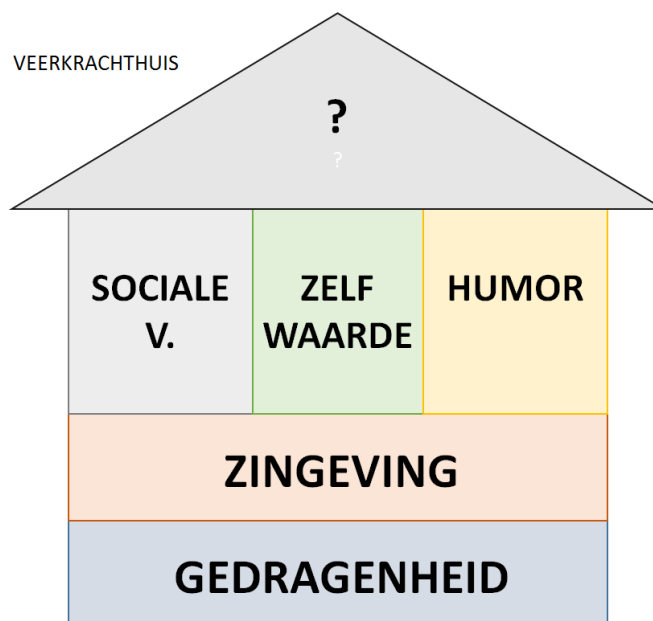 VEERKRACHTHUIS
?
?
SOCIALE
V.
ZELF
WAARDE
HUMOR
ZINGEVING
GEDRAGENHEID